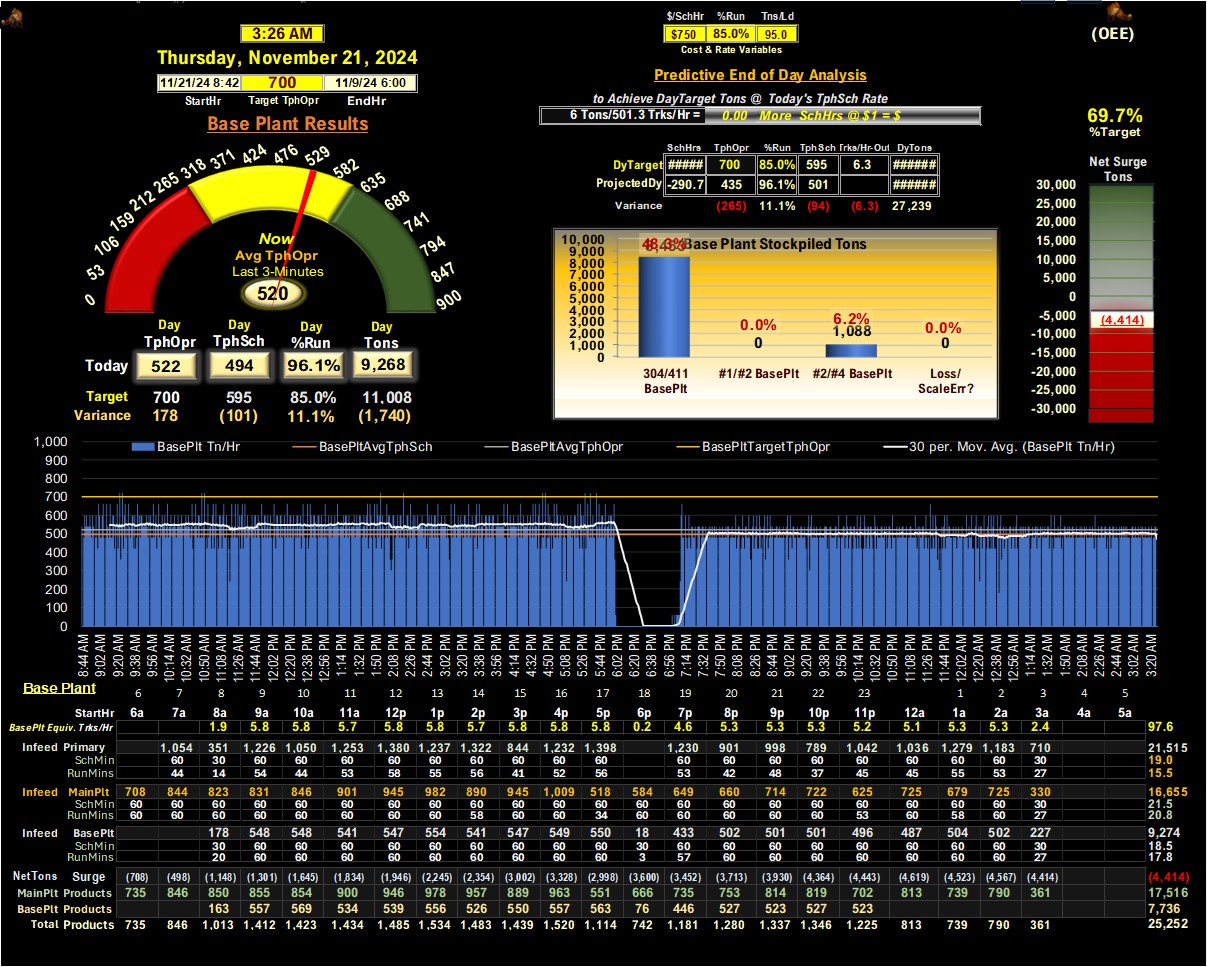 3:26 AM
Thursday, November 21, 2024
11/21/24 8:42 700 11/9/24 6:00
StartHr Target TphOpr EndHr
Base Plant Results
0 53 106 159 212 265 318 371 424 476 529 582 635 688 741 794 847 900
Now
Avg TphOpr
Last 3-Minutes
520
Day Day Day Day
TphOpr TphSch %Run Tons
Today 522 494 96.1% 9,268
Target 700 595 85.0% 11.008
Variance 178 (101) 11.1% (1,740)
$/SchHr %Run Tns/Ld
$750 85.0% 95.0
Cost & Rate Variables
(OEE)
Predictive End of Day Analysis
to Achieve DayTarget Tons @ Today's TphSch Rate
6 Tons/501.3 Trks/Hr = 0.00 More SchHrs @ $1 = $
SchHrs TphOpr %Run TphSch Trks/Hr-Out DyTons
DyTarget ##### 700 85.0% 595 6.3 ######
ProjectedDy -290.7 435 96.1% 501 ######
Variance (265) 11.1% (94) (6.3) 27,239
69.7%
%Target
Net Surge
Tons
30,000
25,000
20,000
15,000
10,000
5,000
0
-5,000
-10,000
-15,000
-20,000
-25,000
-30,000
(4,414)
Base Plant Stockpiled Tons
10,000
9,000
8,000
7,000
6,000
5,000
4,000
3,000
2,000
1,000
0
48.3%
0.0%
0
6.2%
1,088
0.0%
0
304/411 #1/#2 BasePlt #2/#4 BasePlt Loss/
BasePlt ScaleErr?
BasePlt Tn/Hr BasePltAvgTphSch BasePltAvgTphOpr BasePltTargetTphOpr 30 per. Mov. Avg. (BasePlt Tn/Hr)
1,000
900
800
700
600
500
400
300
200
100
0
8:44 AM 9:02 AM 9:20 AM 9:38 AM 9:56 AM 10:14 AM 10:32 AM 10:50 AM 11:08 AM 11:26 AM 11:44 AM 12:02 PM 12:20 PM 12:38 PM 12:56 PM 1:14 PM 1:32 PM 1:50 PM 2:08 PM 2:26 PM 2:44 PM 3:02 PM 3:20 PM 3:38 PM 3:56 PM 4:14 PM 4:32 PM 4:50 PM 5:08 PM 5:26 PM 5:44 PM 6:02 PM 6:20 PM 6:38 PM 6:56 PM 7:14 PM 7:32 PM 7:50 PM 8:08 PM 8:26 PM 8:44 PM 9:02 PM 9:20 PM 9:38 PM 9:56 PM 10:14 PM 10:32 PM 10:50 PM 11:08 PM 11:26 PM 11:44 PM 12:02 AM 12:20 AM 12:38 AM 12:56 AM 1:14 AM 1:32 AM 1:50 AM 2:08 AM 2:26 AM 2:44 AM 3:02 AM 3:20 AM
Base Plant 6 7 8 9 10 11 12 13 14 15 16 17 18 19 20 21 22 23 1 2 3 4 5
StartHr 6a 7a 8a 9a 10a 11a 12p 1p 2p 3p 4p 5p 6p 7p 8p 9p 10p 11p 12a 1a 2a 3a 4a 5a
BasePlt Equiv. Trks/Hr 1.9 5.8 5.8 5.7 5.8 5.8 5.7 5.8 5.8 5.8 0.2 4.6 5.3 5.3 5.3 5.2 5.1 5.3 5.3 2.4 97.6
Infeed Primary 1,054 351 1,226 1,050 1,253 1,380 1,237 1,322 844 1,232 1,398 1,230 901 998 789 1,042 1,036 1,279 1,183 710 21,515
SchMin 60 30 60 60 60 60 60 60 60 60 60 60 60 60 60 60 60 60 60 30 19.0
RunMins 44 14 54 44 53 58 55 56 41 52 56 53 42 48 37 45 45 55 53 27 15.5
Infeed MainPlt 708 844 823 831 846 901 945 982 890 945 1,009 518 584 649 660 714 722 625 725 679 725 330 16,655
SchMin 60 60 60 60 60 60 60 60 60 60 60 60 60 60 60 60 60 60 60 60 60 30 21.5
RunMins 60 60 60 60 60 60 60 60 58 60 60 34 60 60 60 60 60 53 60 58 60 27 20.8
Infeed BasePlt 178 548 548 541 547 554 541 547 549 550 18 433 502 501 501 496 487 504 502 227 9,274
SchMin 30 60 60 60 60 60 60 60 60 60 30 60 60 60 60 60 60 60 60 30 18.5
RunMins 20 60 60 60 60 60 60 60 60 60 3 57 60 60 60 60 60 60 60 27 17.8
NetTons Surge (708) (498) (1,148) (1,301) (1,645) (1,834) (1,946) (2,245) (2,354) (3,002) (3,328) (2,998) (3,600) (3,452) (3,713) (3,930) (4,364) (4,443) (4,619) (4,523) (4,567) (4,414) (4,414)
MainPlt Products 735 846 850 855 854 900 946 978 957 889 963 551 666 735 753 814 819 702 813 739 790 361 17,516
BasePlt Products 163 557 569 534 539 556 526 550 557 563 76 446 527 523 527 523 7,736
Total Products 735 846 1,013 1,412 1,423 1,434 1,485 1,534 1,483 1,439 1,520 1,114 742 1,181 1,280 1,337 1,346 1,225 813 739 790 361 25,252